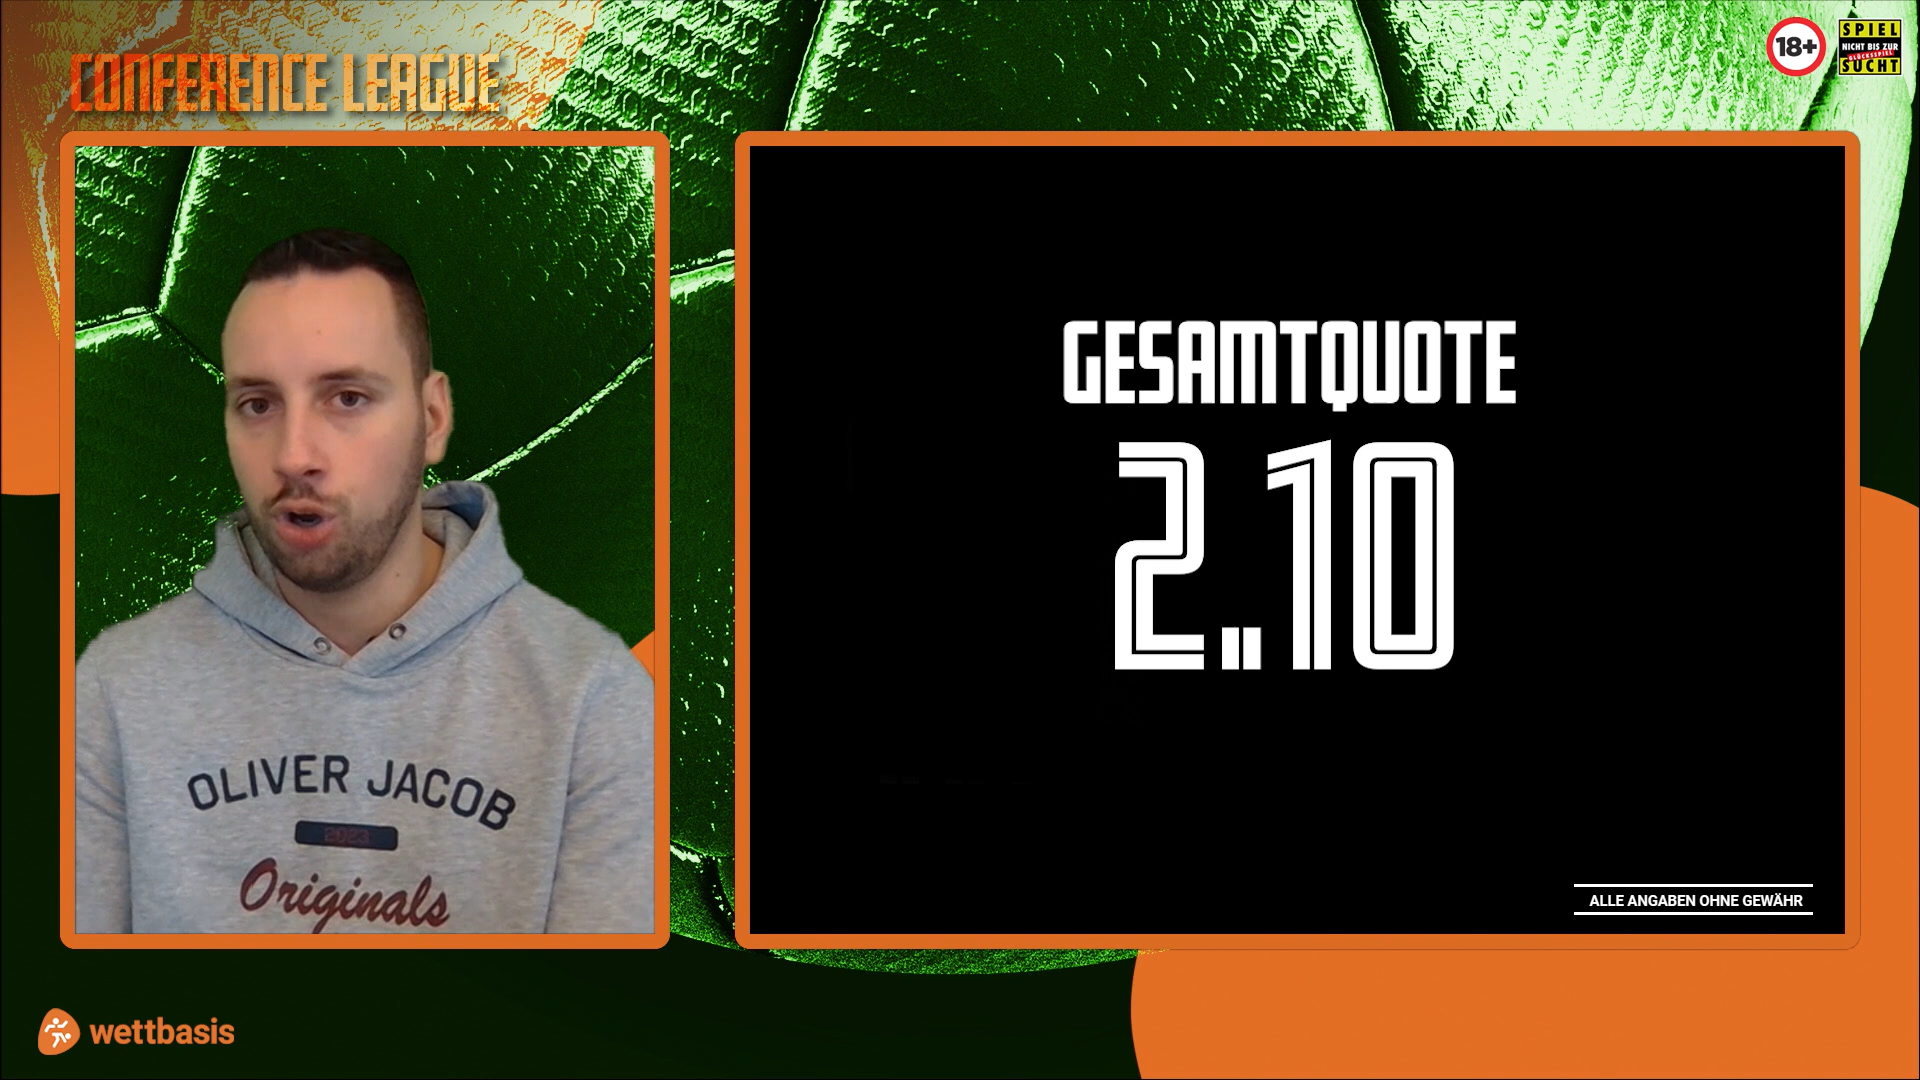 CONFERENCE LEAGUE
18+
SPIEL
NICHT BIS ZUR
GLÜCKSSPIEL
SUCHT
GESAMTQUOTE
2.10
OLIVER JACOB
2023
Originals
ALLE ANGABEN OHNE GEWÄHR
wettbasis